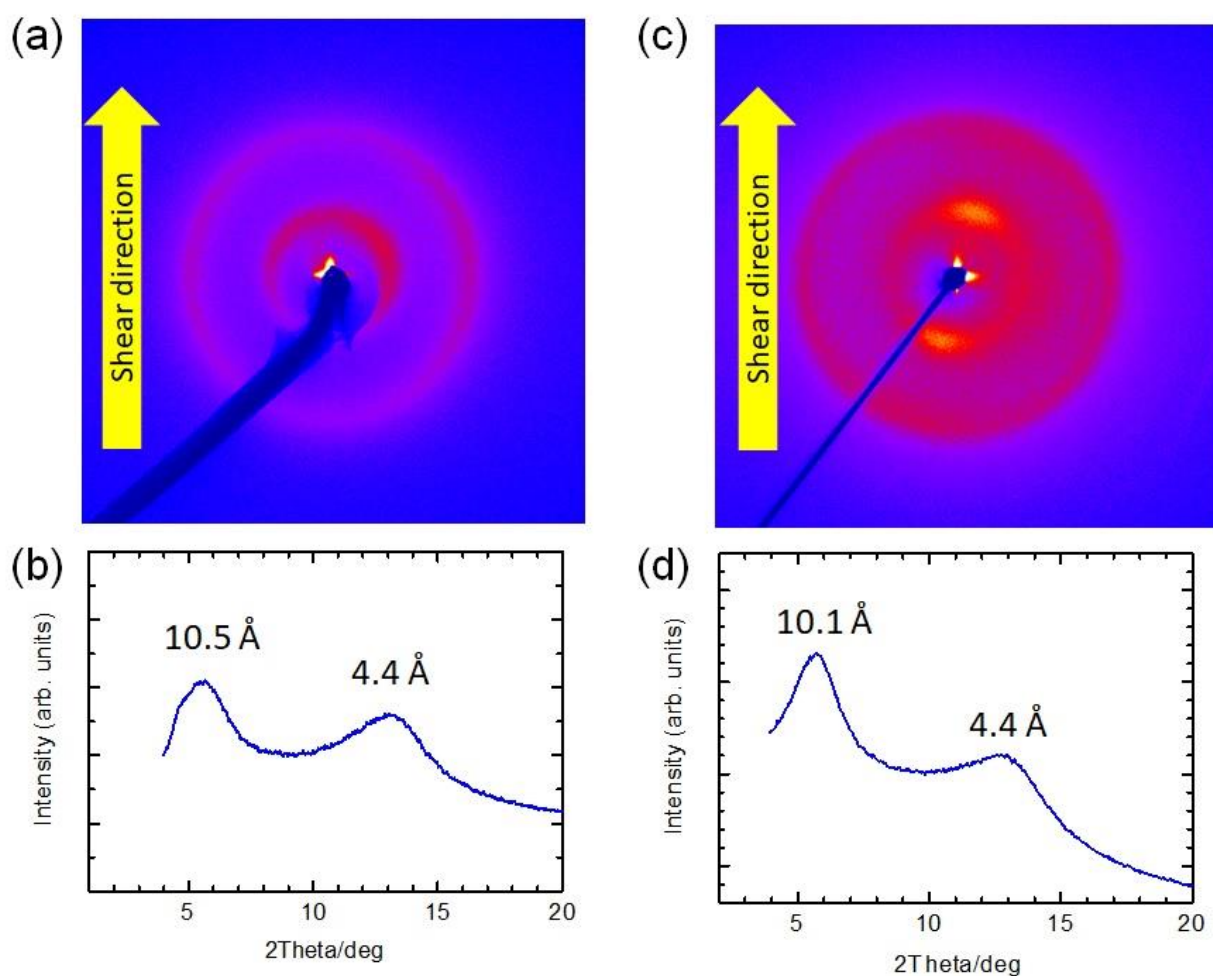 (a)
Shear direction
(c)
Shear direction
(b)
10.5 Å
4.4 Å
Intensity (arb. units)
5
10
15
20
2Theta/deg
(d)
10.1 Å
4.4 Å
Intensity (arb. units)
5
10
15
20
2Theta/deg